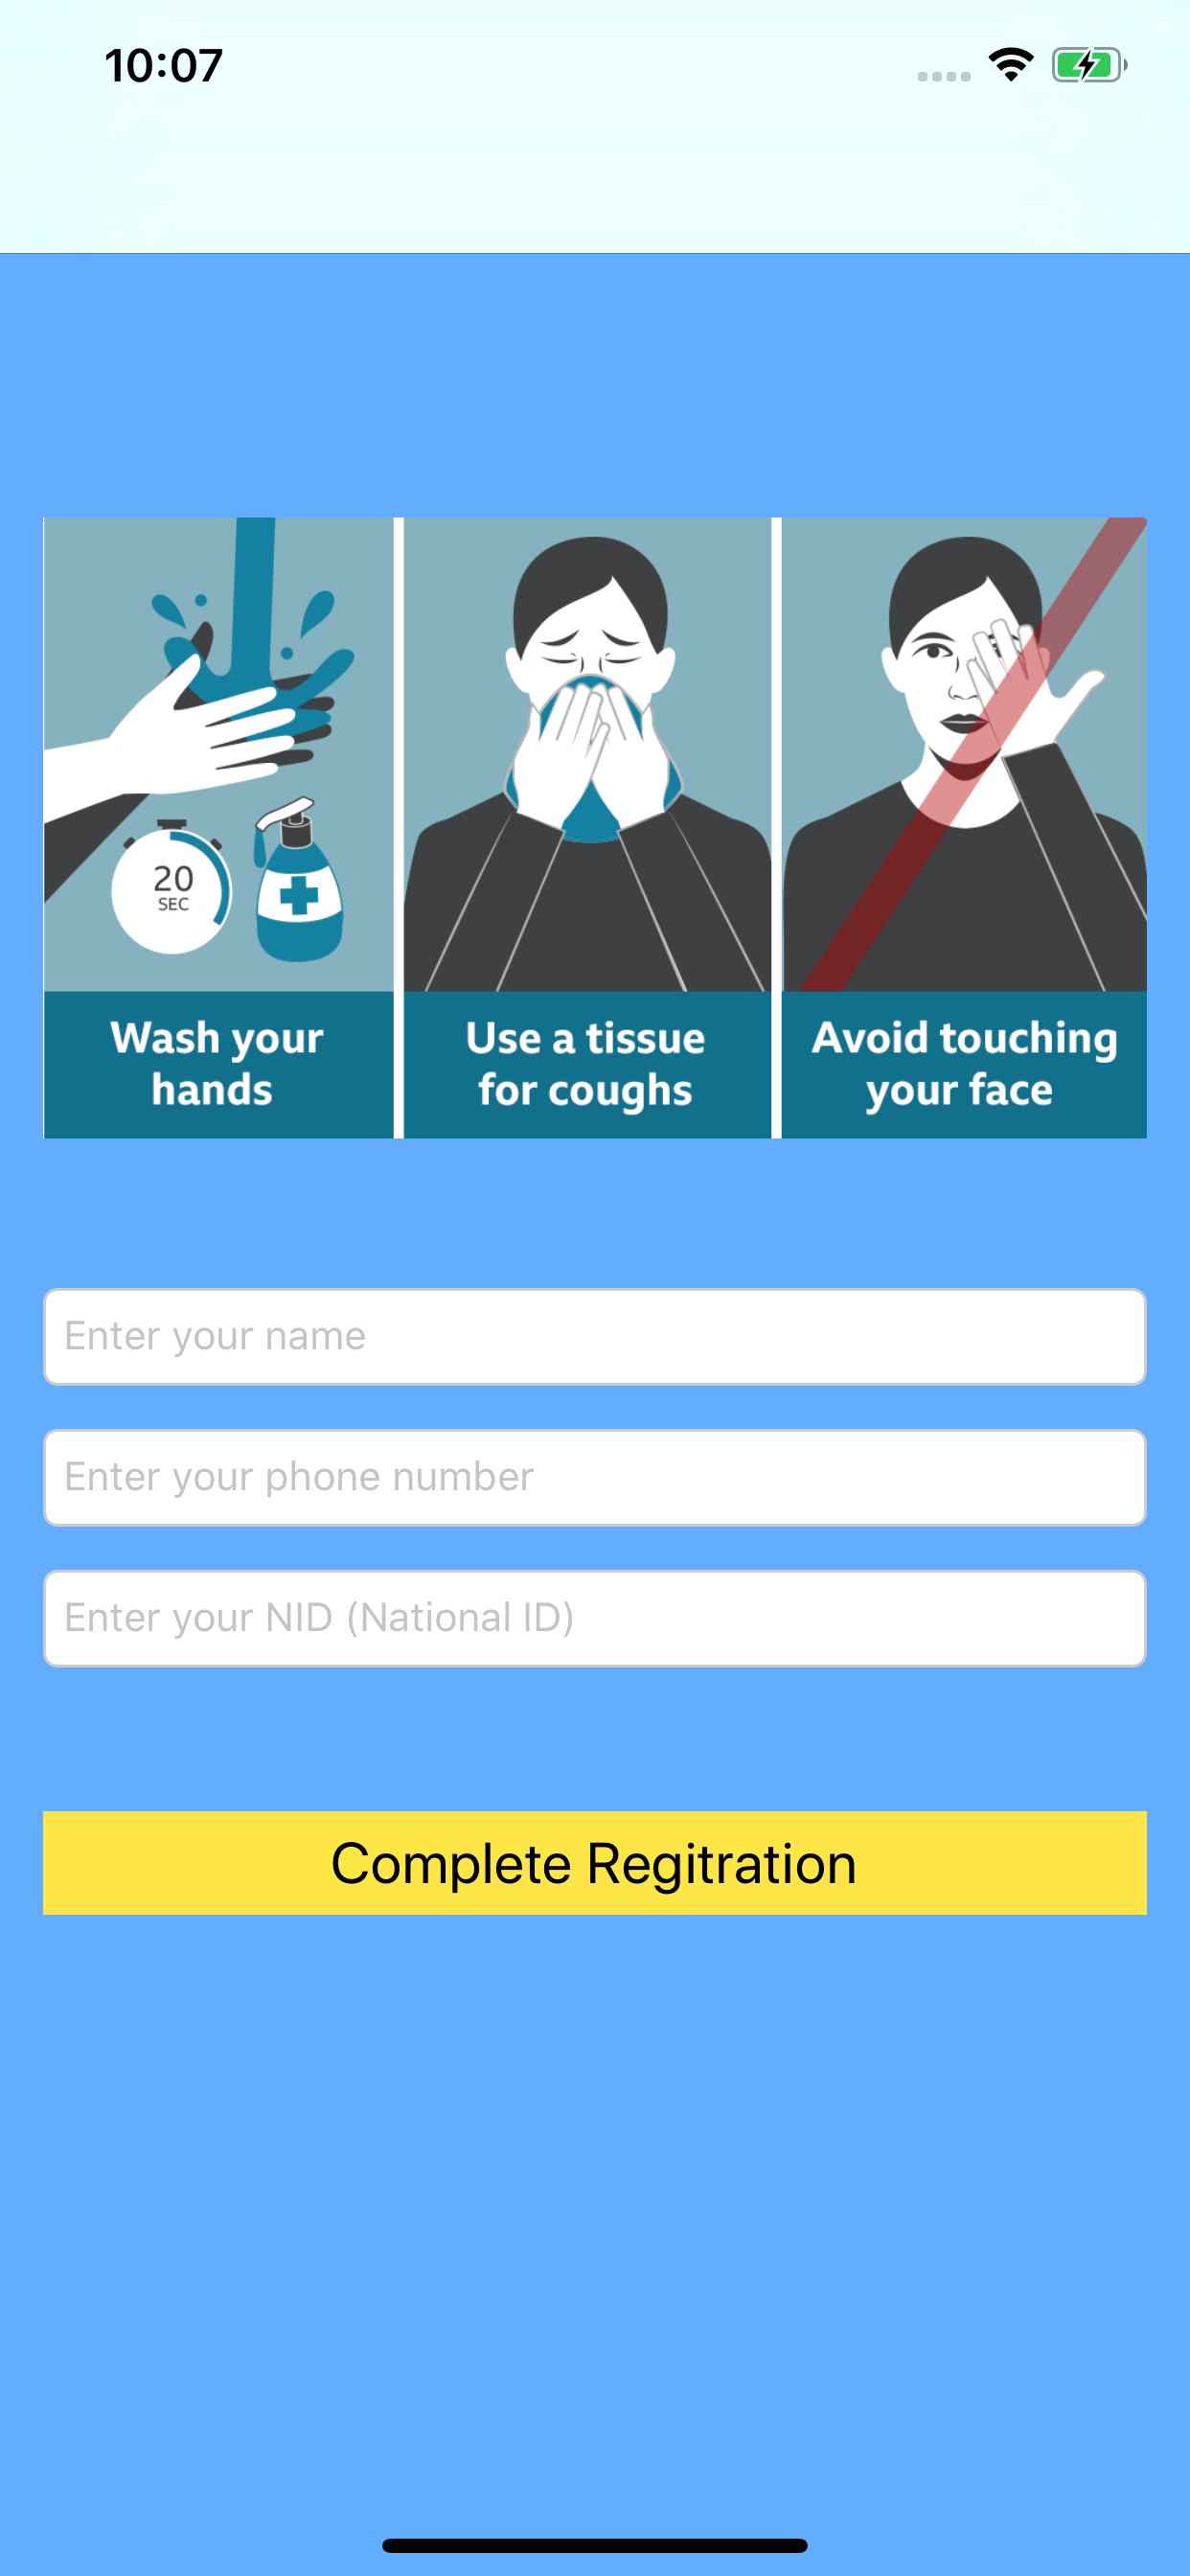 10:07
20
SEC
Wash your
hands
Use a tissue
for coughs
Avoid touching
your face
Enter your name
Enter your phone number
Enter your NID (National ID)
Complete Regitration